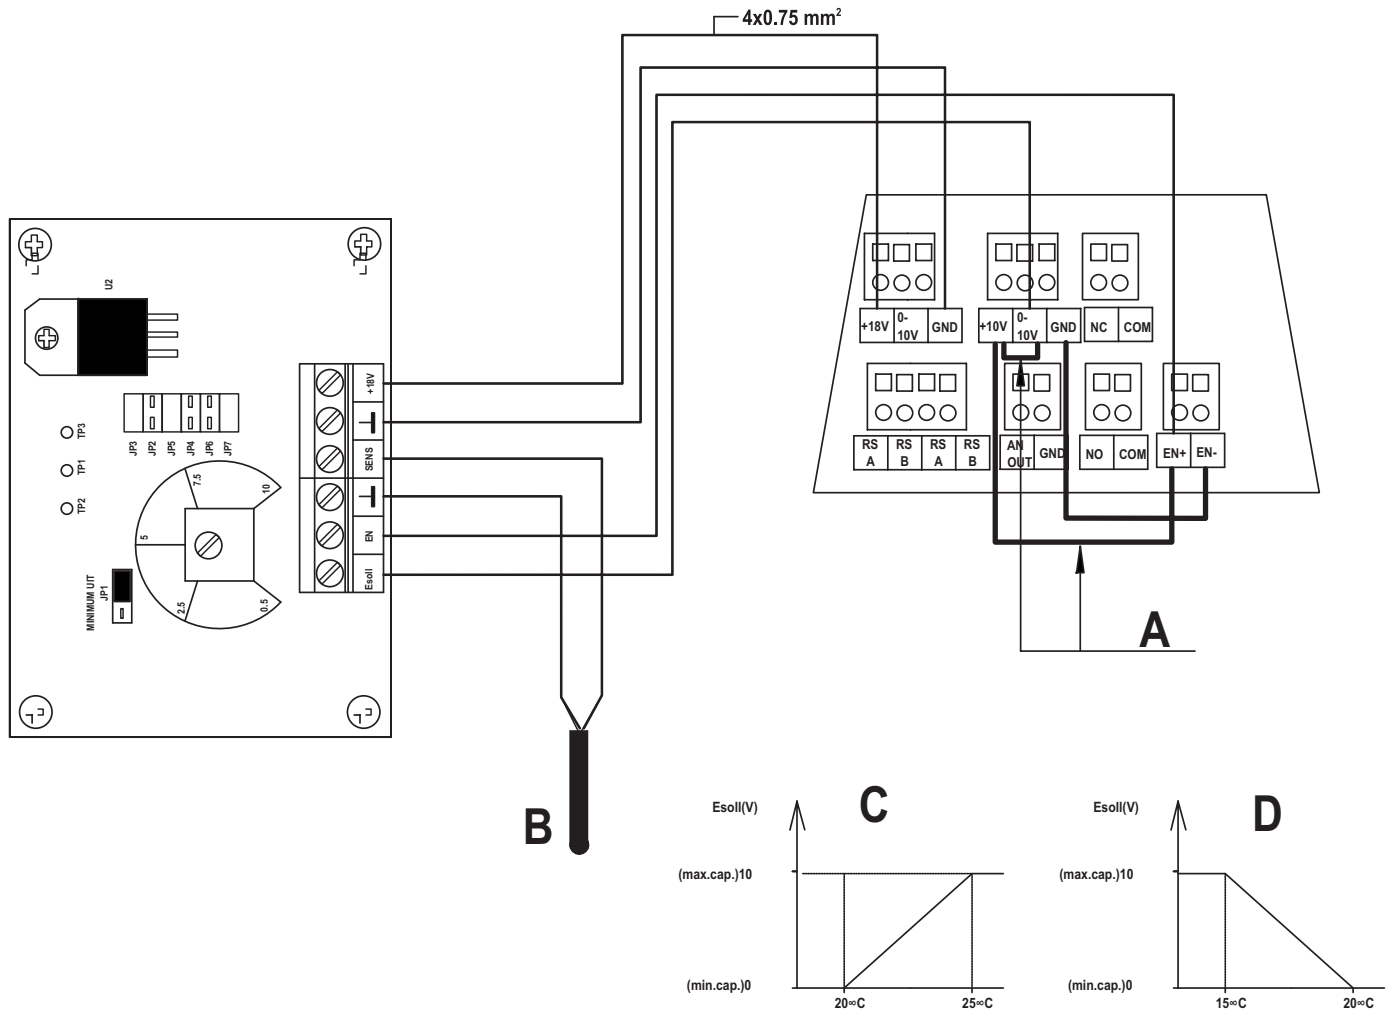 4x0.75 mm²
U2
+18V
SENS
EN
Esoll
TP3
TP1
TP2
JP3
JP2
JP5
JP4
JP6
JP7
7.5
10
5
2.5
0.5
MINIMUM UIT
JP1
+18V
0-
10V
GND
+10V
0-
10V
GND
NC
COM
RS
A
RS
B
RS
A
RS
B
AN
OUT
GND
NO
COM
EN+
EN-
A
B
C
Esoll(V)
(max.cap.)10
(min.cap.)0
20∞C
25∞C
D
Esoll(V)
(max.cap.)10
(min.cap.)0
15∞C
20∞C